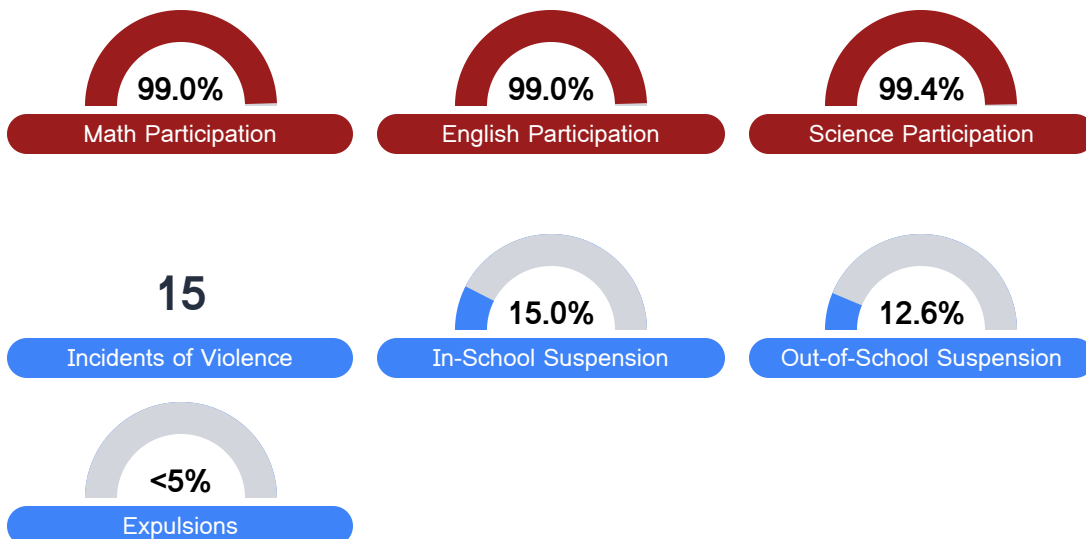 99.0%
Math Participation
99.0%
English Participation
99.4%
Science Participation
15
Incidents of Violence
15.0%
In-School Suspension
12.6%
Out-of-School Suspension
<5%
Expulsions